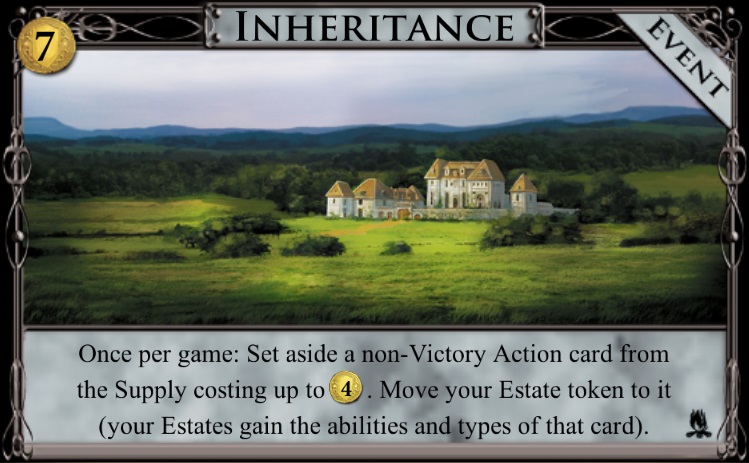 7
INHERITANCE
EVENT
Once per game: Set aside a non-Victory Action card from
the Supply costing up to 4. Move your Estate token to it
(your Estates gain the abilities and types of that card).